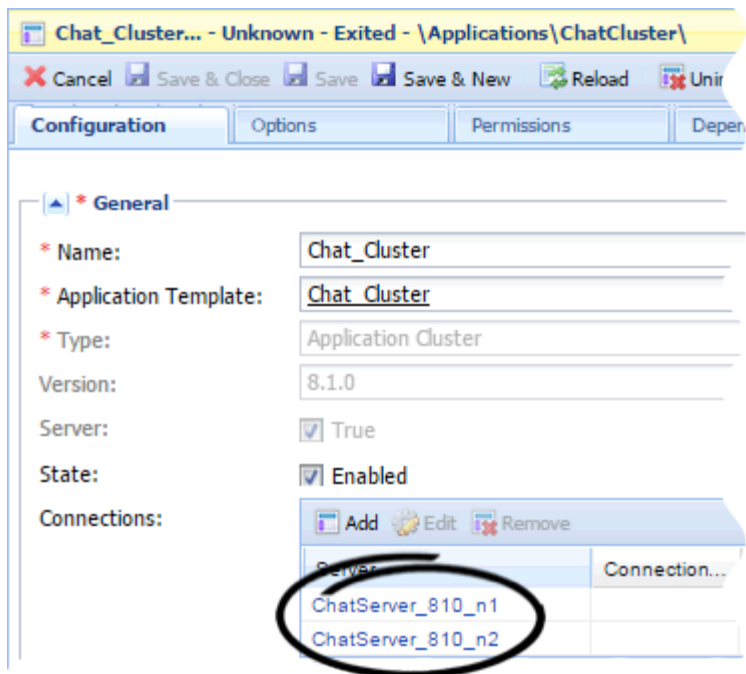 Chat_Cluster... - Unknown - Exited - \Applications\ChatCluster\
Cancel Save & Close Save Save & New Reload
Configuration Options Permissions
* General
* Name: Chat_Cluster
* Application Template: Chat_Cluster
* Type: Application Cluster
Version: 8.1.0
Server: True
State: Enabled
Connections: Add Edit Remove
Server Connection...
ChatServer_810_n1
ChatServer_810_n2